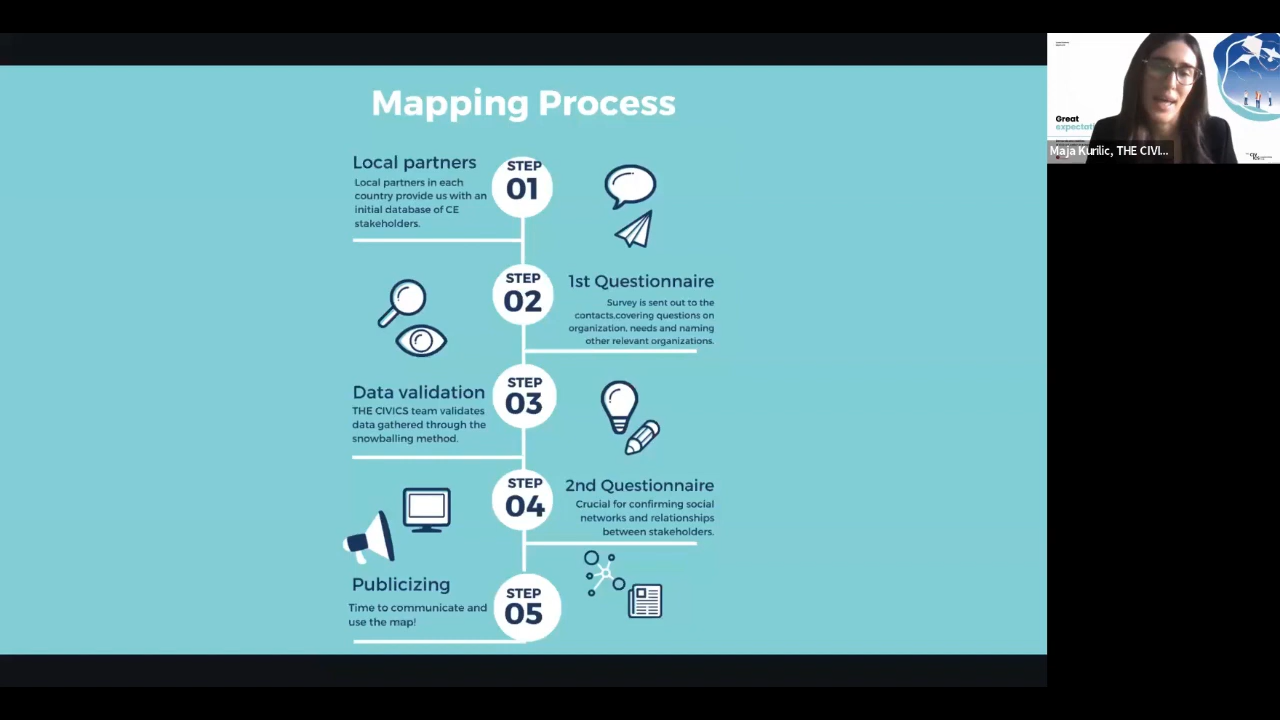 Mapping Process
Local partners
Local partners in each
country provide us with an
initial database of CE
stakeholders.
STEP
01
STEP
02
1st Questionnaire
Survey is sent out to the
contacts,covering questions on
organization, needs and naming
other relevant organizations.
Data validation
THE CIVICS team validates
data gathered through the
snowballing method.
STEP
03
STEP
04
2nd Questionnaire
Crucial for confirming social
networks and relationships
between stakeholders.
Publicizing
Time to communicate and
use the map!
STEP
05
Great
Maja Kurilic, THE CIVI...